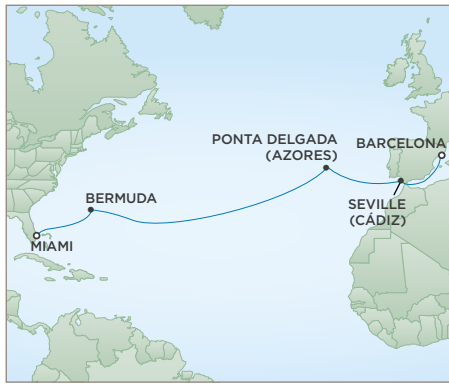 PONTA DELGADA
(AZORES)
BARCELONA
BERMUDA
SEVILLE
(CÁDIZ)
MIAMI